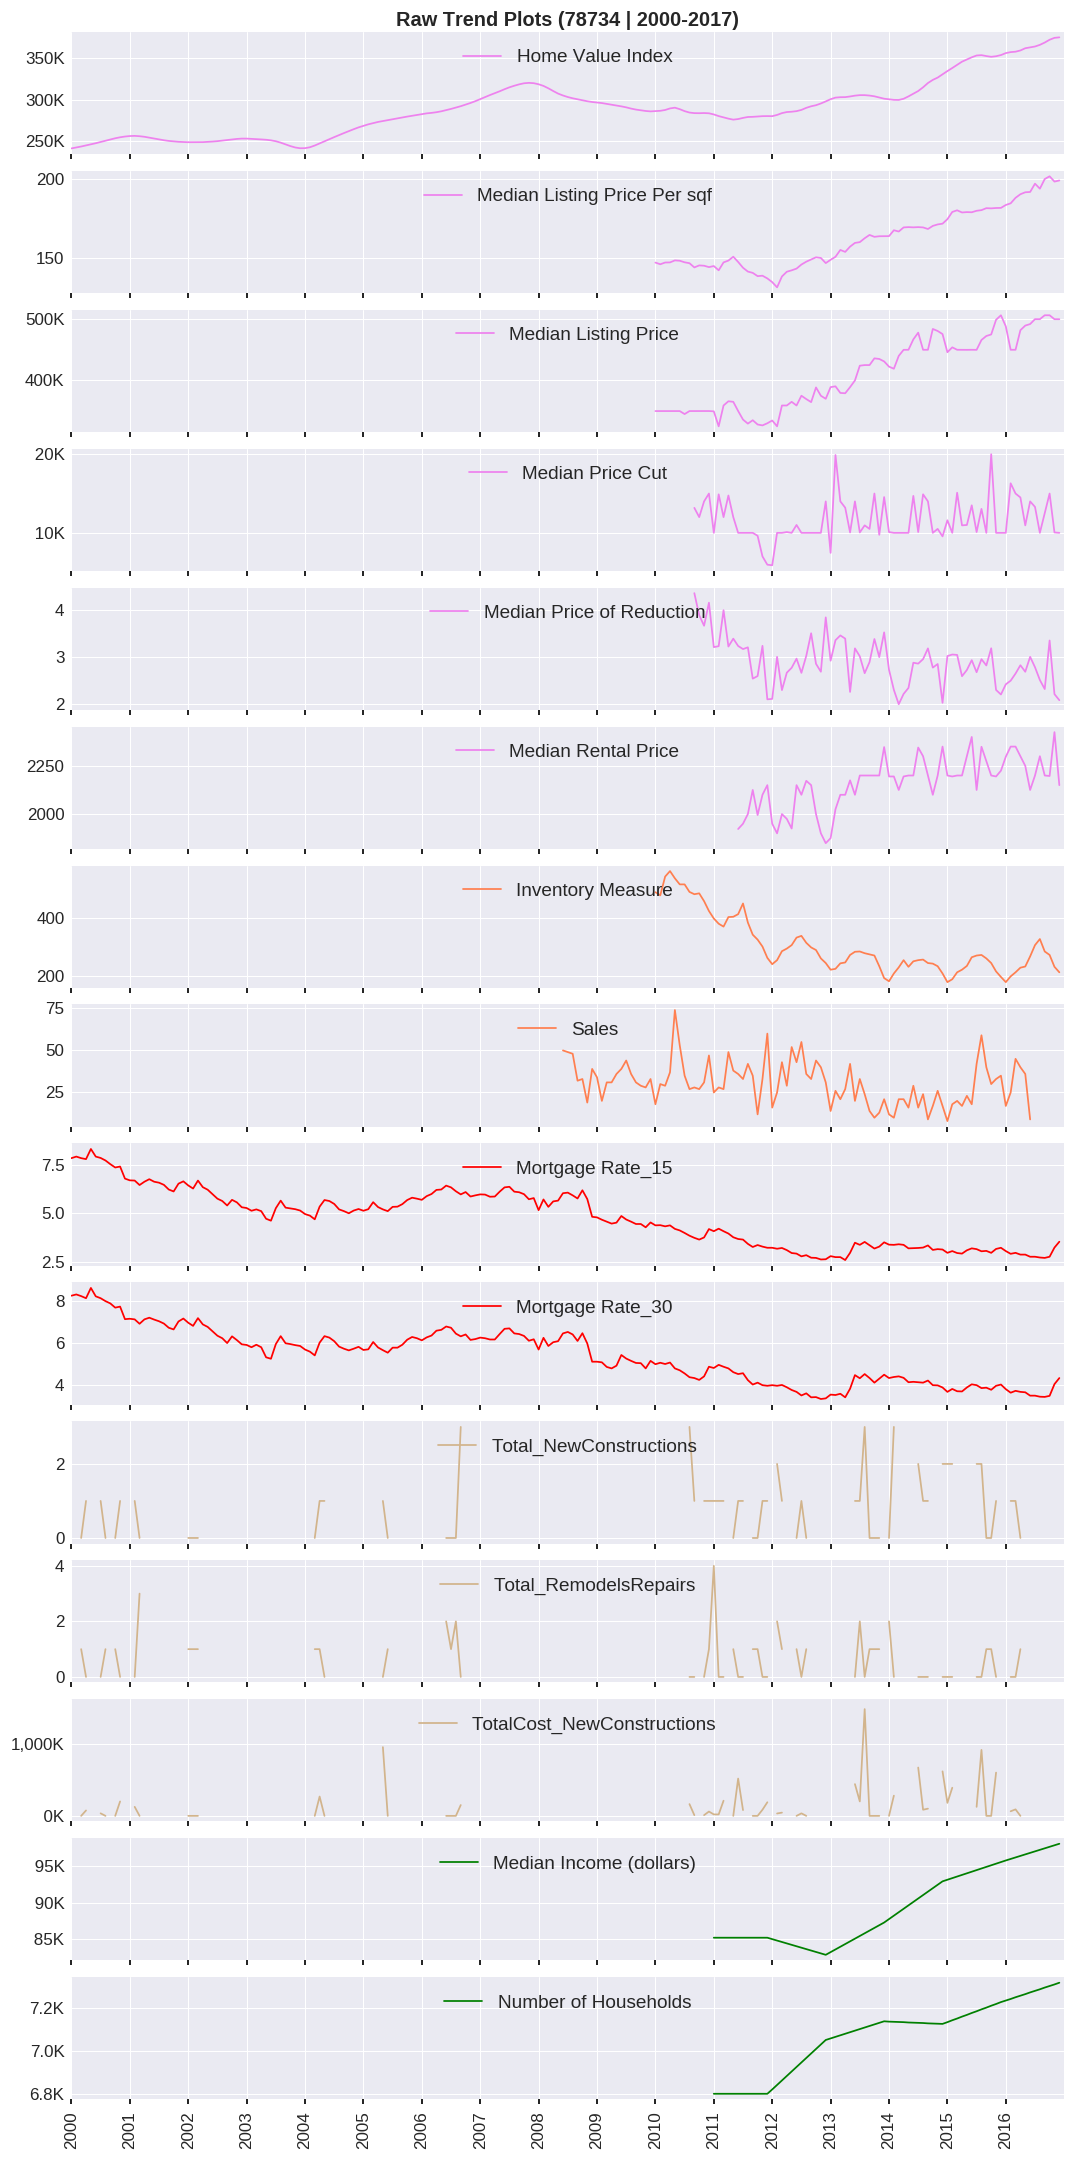 Raw Trend Plots (78734 | 2000-2017)
Home Value Index
350K
300K
250K
Median Listing Price Per sqf
200
150
Median Listing Price
500K
400K
Median Price Cut
20K
10K
Median Price of Reduction
4
3
2
Median Rental Price
2250
2000
Inventory Measure
400
200
Sales
75
50
25
Mortgage Rate_15
7.5
5.0
2.5
Mortgage Rate_30
8
6
4
Total_NewConstructions
2
0
Total_RemodelsRepairs
4
2
0
TotalCost_NewConstructions
1,000K
0K
Median Income (dollars)
95K
90K
85K
Number of Households
7.2K
7.0K
6.8K
2000
2001
2002
2003
2004
2005
2006
2007
2008
2009
2010
2011
2012
2013
2014
2015
2016